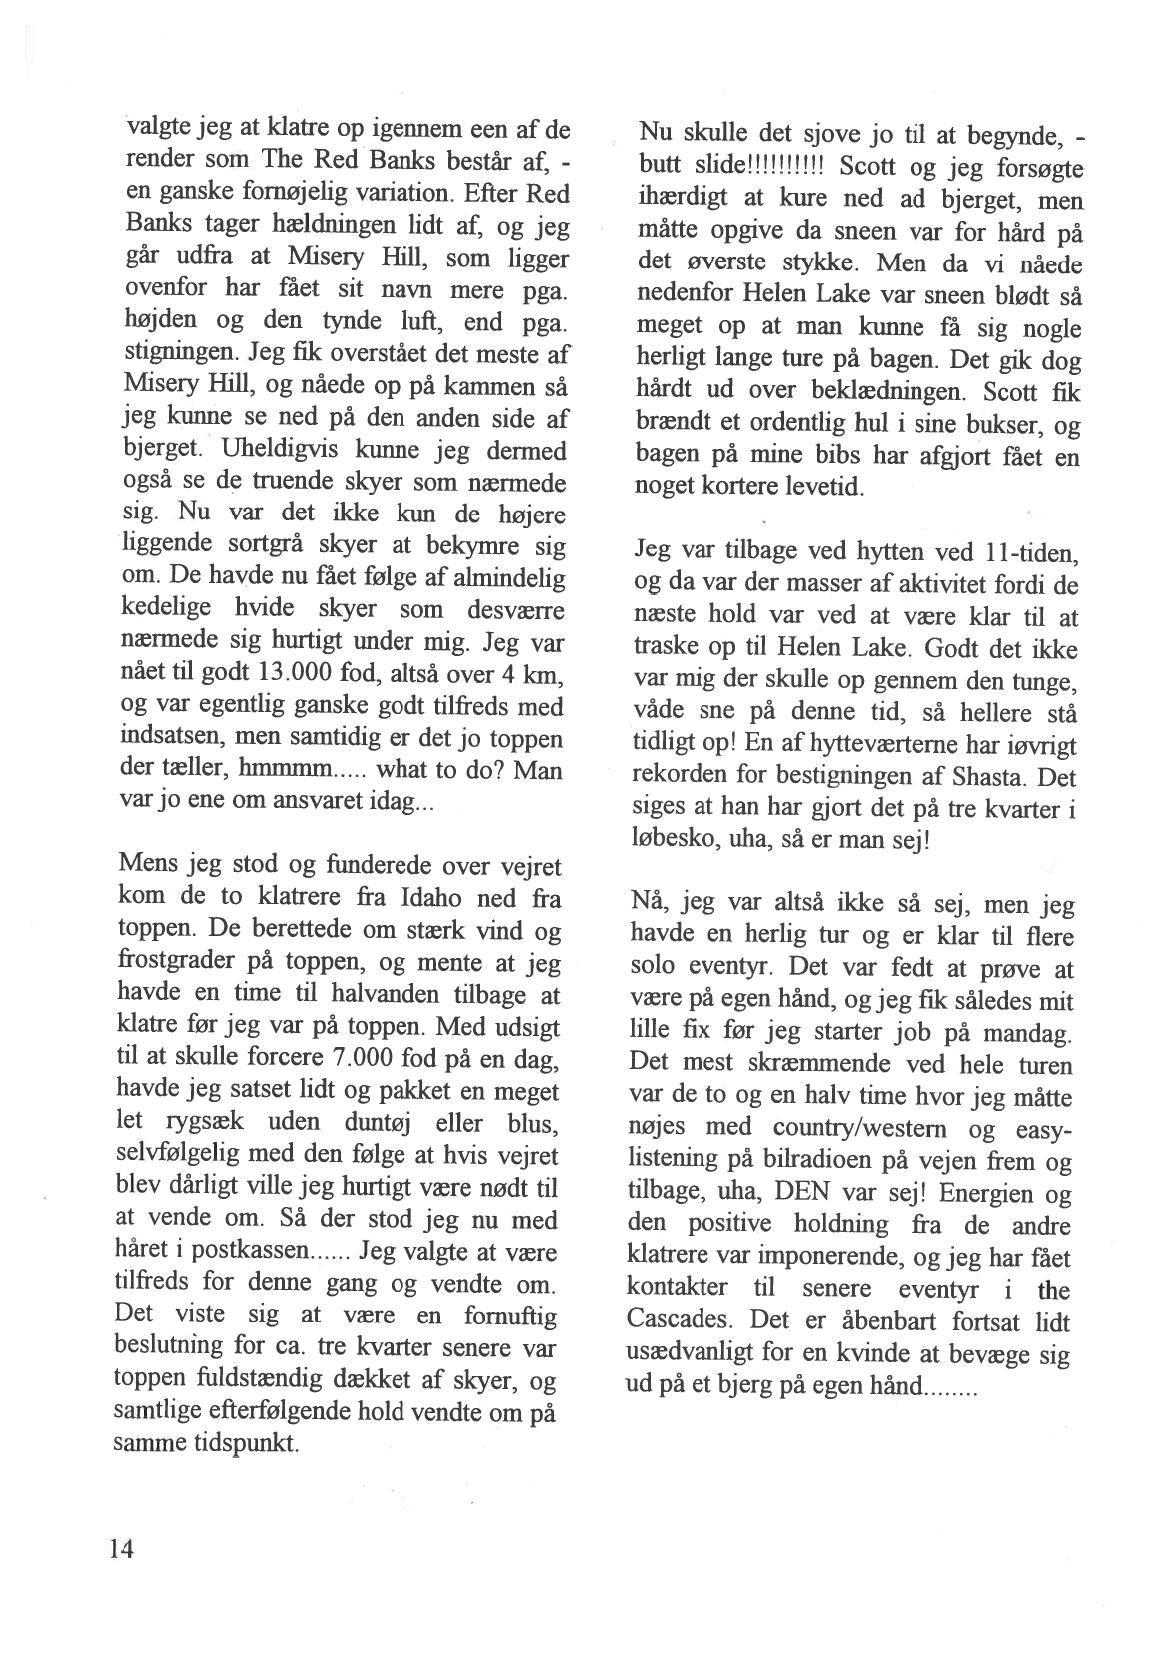 valgte jeg at klatre op igennem een af de
render som The Red Banks består af, -
en ganske fornøjelig variation. Efter Red
Banks tager hældningen lidt af, og jeg
går udfra at Misery Hill, som ligger
ovenfor har fået sit navn mere pga.
højden og den tynde luft, end pga.
stigningen. Jeg fik overstået det meste af
Misery Hill, og nåede op på kammen så
jeg kunne se ned på den anden side af
bjerget. Uheldigvis kunne jeg dermed
også se de truende skyer som nærmede
sig. Nu var det ikke kun de højere
liggende sortgrå skyer at bekymre sig
om. De havde nu fået følge af almindelig
kedelige hvide skyer som desværre
nærmede sig hurtigt under mig. Jeg var
nået til godt 13.000 fod, altså over 4 km,
og var egentlig ganske godt tilfreds med
indsatsen, men samtidig er det jo toppen
der tæller, hmmmm..... what to do? Man
var jo ene om ansvaret idag...

Mens jeg stod og funderede over vejret
kom de to klatrere fra Idaho ned fra
toppen. De berettede om stærk vind og
frostgrader på toppen, og mente at jeg
havde en time til halvanden tilbage at
klatre før jeg var på toppen. Med udsigt
til at skulle forcere 7.000 fod på en dag,
havde jeg satset lidt og pakket en meget
let rygsæk uden duntøj eller blus,
selvfølgelig med den følge at hvis vejret
blev dårligt ville jeg hurtigt være nødt til
at vende om. Så der stod jeg nu med
håret i postkassen...... Jeg valgte at være
tilfreds for denne gang og vendte om.
Det viste sig at være en fornuftig
beslutning for ca. tre kvarter senere var
toppen fuldstændig dækket af skyer, og
samtlige efterfølgende hold vendte om på
samme tidspunkt.

Nu skulle det sjove jo til at begynde, -
butt slide!!!!!!!!!! Scott og jeg forsøgte
ihærdigt at kure ned ad bjerget, men
måtte opgive da sneen var for hård på
det øverste stykke. Men da vi nåede
nedenfor Helen Lake var sneen blødt så
meget op at man kunne få sig nogle
herligt lange ture på bagen. Det gik dog
hårdt ud over beklædningen. Scott fik
brændt et ordentlig hul i sine bukser, og
bagen på mine bibs har afgjort fået en
noget kortere levetid.

Jeg var tilbage ved hytten ved 11-tiden,
og da var der masser af aktivitet fordi de
næste hold var ved at være klar til at
traske op til Helen Lake. Godt det ikke
var mig der skulle op gennem den tunge,
våde sne på denne tid, så hellere stå
tidligt op! En af hytteværterne har iøvrigt
rekorden for bestigningen af Shasta. Det
siges at han har gjort det på tre kvarter i
løbesko, uha, så er man sej!

Nå, jeg var altså ikke så sej, men jeg
havde en herlig tur og er klar til flere
solo eventyr. Det var fedt at prøve at
være på egen hånd, og jeg fik således mit
lille fix før jeg starter job på mandag.
Det mest skræmmende ved hele turen
var de to og en halv time hvor jeg måtte
nøjes med country/western og easy-
listening på bilradioen på vejen frem og
tilbage, uha, DEN var sej! Energien og
den positive holdning fra de andre
klatrere var imponerende, og jeg har fået
kontakter til senere eventyr i the
Cascades. Det er åbenbart fortsat lidt
usædvanligt for en kvinde at bevæge sig
ud på et bjerg på egen hånd........

14